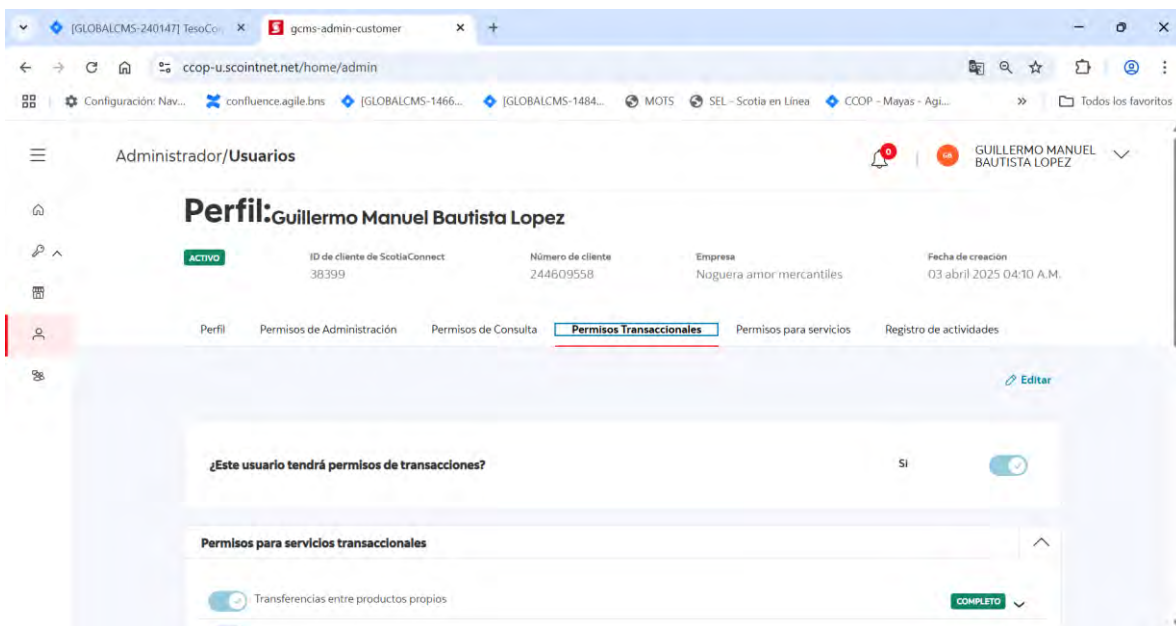 [GLOBALCMS-240147] TesoCo
gcms-admin-customer
ccop-u.scointnet.net/home/admin
Configuración: Nav... confluence.agile.bns [GLOBALCMS-1466... [GLOBALCMS-1484... MOTS SEL - Scotia en Línea CCOP - Mayas - Agi... » Todos los favoritos
Administrador/Usuarios
0
GB
GUILLERMO MANUEL
BAUTISTA LOPEZ
Perfil:Guillermo Manuel Bautista Lopez
ACTIVO
ID de cliente de ScotiaConnect
38399
Número de cliente
244609558
Empresa
Noguera amor mercantiles
Fecha de creación
03 abril 2025 04:10 A.M.
Perfil Permisos de Administración Permisos de Consulta Permisos Transaccionales Permisos para servicios Registro de actividades
Editar
¿Este usuario tendrá permisos de transacciones? Si
Permisos para servicios transaccionales
Transferencias entre productos propios COMPLETO